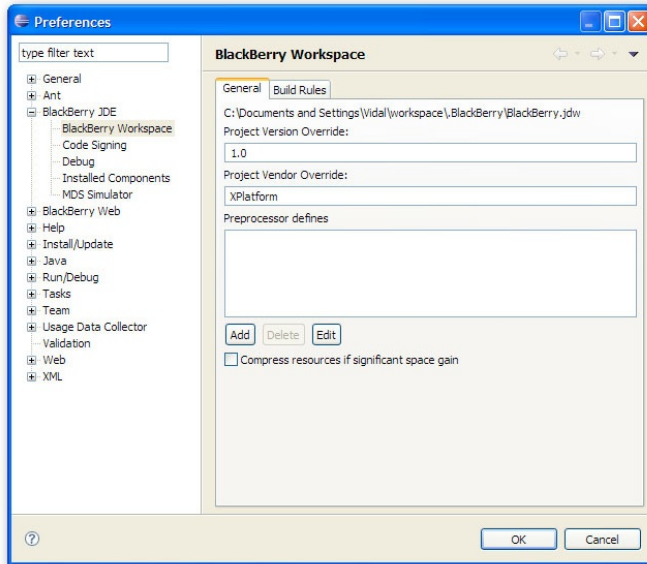 Preferences
type filter text
General
Ant
BlackBerry JDE
BlackBerry Workspace
Code Signing
Debug
Installed Components
MDS Simulator
BlackBerry Web
Help
Install/Update
Java
Run/Debug
Tasks
Team
Usage Data Collector
Validation
Web
XML
BlackBerry Workspace
General Build Rules
C:\Documents and Settings\Vidal\workspace\.BlackBerry\BlackBerry.jdw
Project Version Override:
1.0
Project Vendor Override:
XPlatform
Preprocessor defines
Add Delete Edit
Compress resources if significant space gain
OK Cancel